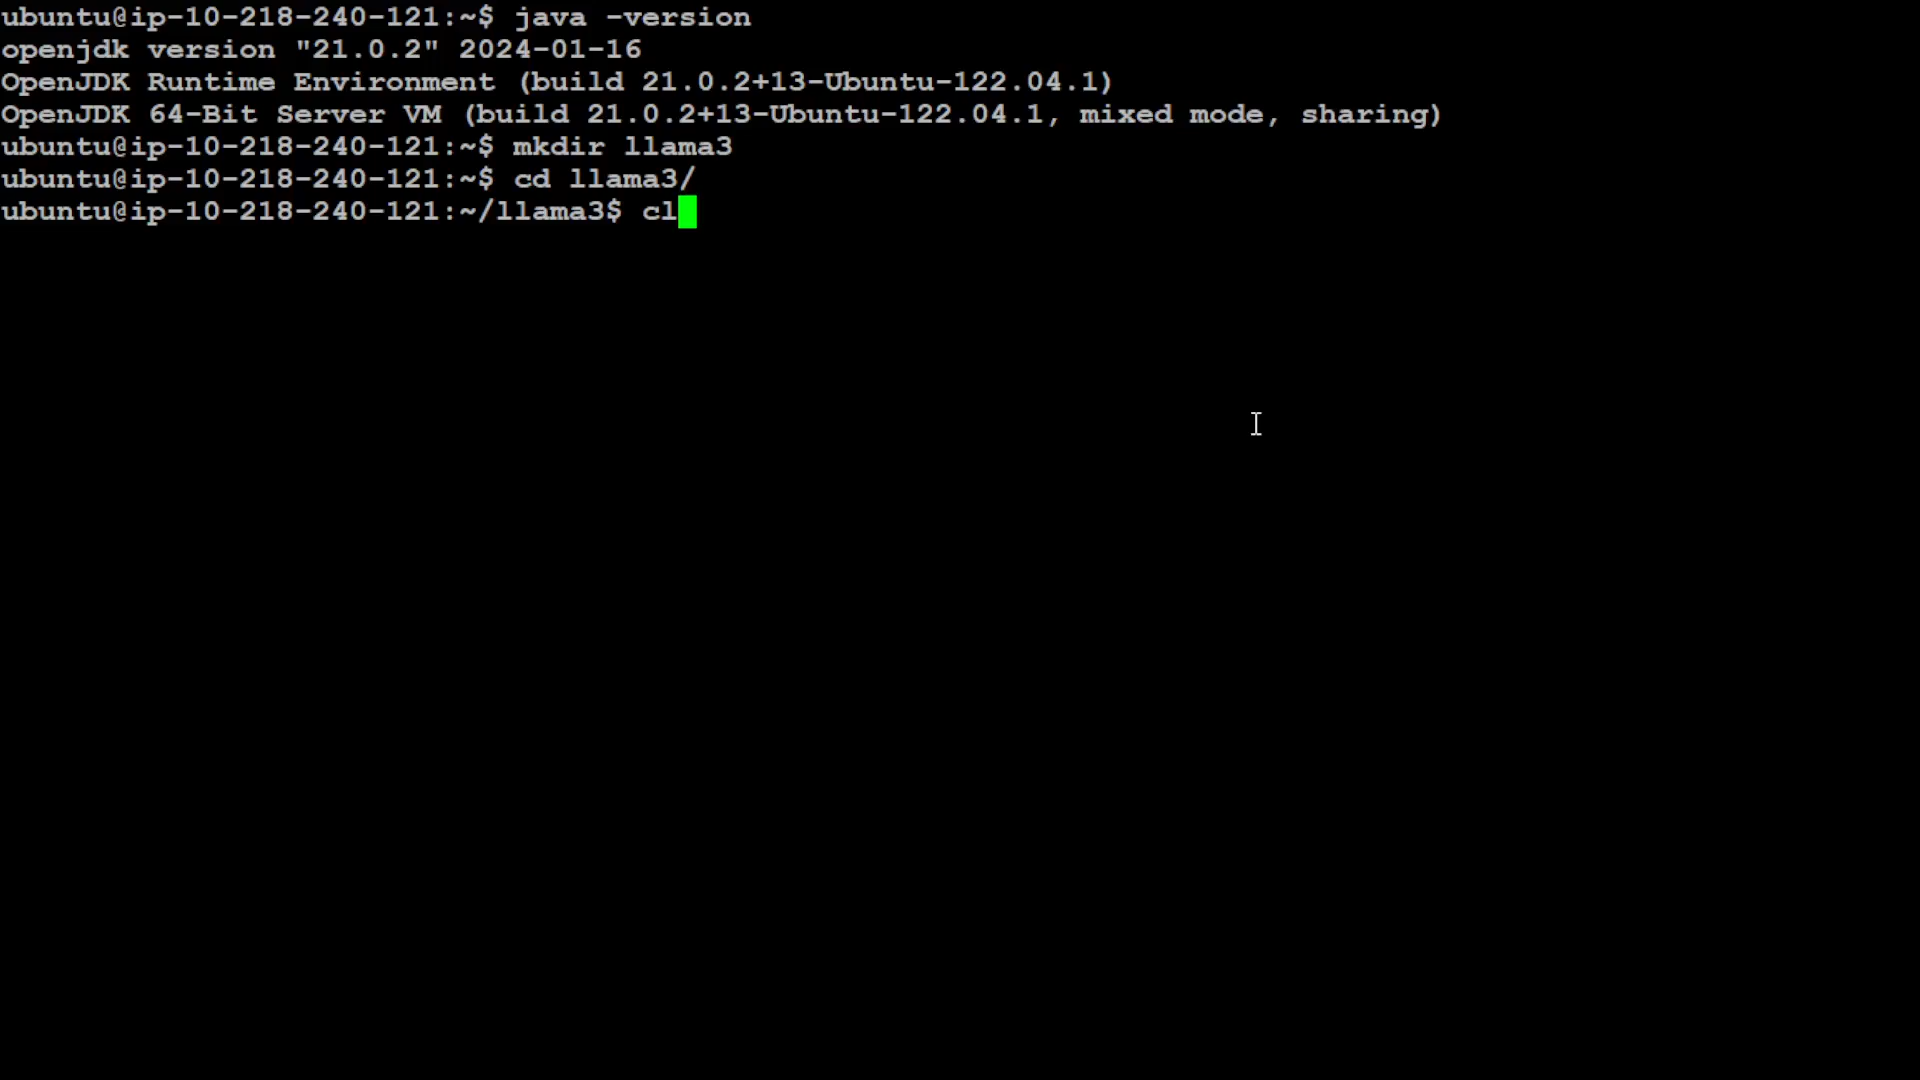 ubuntu@ip-10-218-240-121:~$ java -version
openjdk version "21.0.2" 2024-01-16
OpenJDK Runtime Environment (build 21.0.2+13-Ubuntu-122.04.1)
OpenJDK 64-Bit Server VM (build 21.0.2+13-Ubuntu-122.04.1, mixed mode, sharing)
ubuntu@ip-10-218-240-121:~$ mkdir llama3
ubuntu@ip-10-218-240-121:~$ cd llama3/
ubuntu@ip-10-218-240-121:~/llama3$ cl